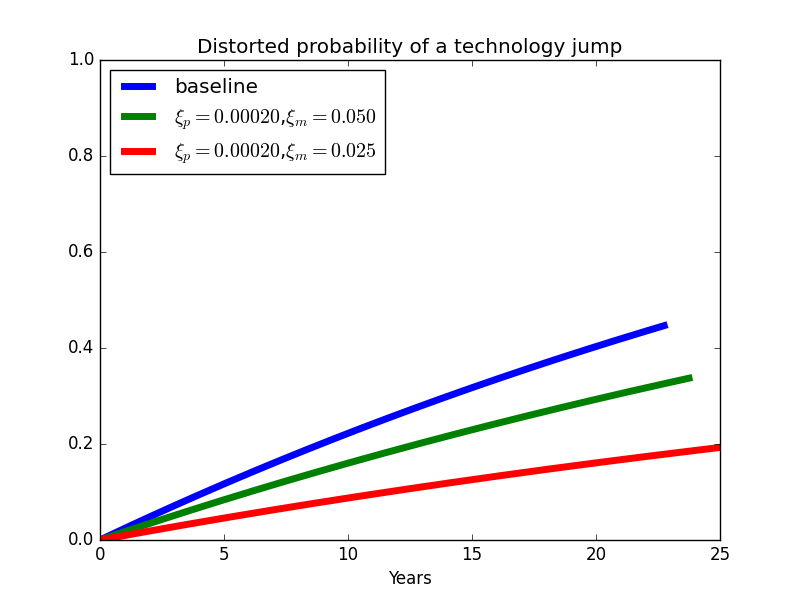 Distorted probability of a technology jump
baseline
ξp = 0.00020,ξm = 0.050
ξp = 0.00020,ξm = 0.025
1.0
0.8
0.6
0.4
0.2
0.0
0 5 10 15 20 25
Years